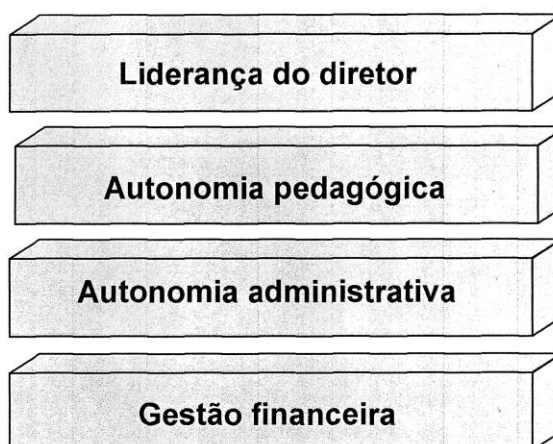 Liderança do diretor
Autonomia pedagógica
Autonomia administrativa
Gestão financeira